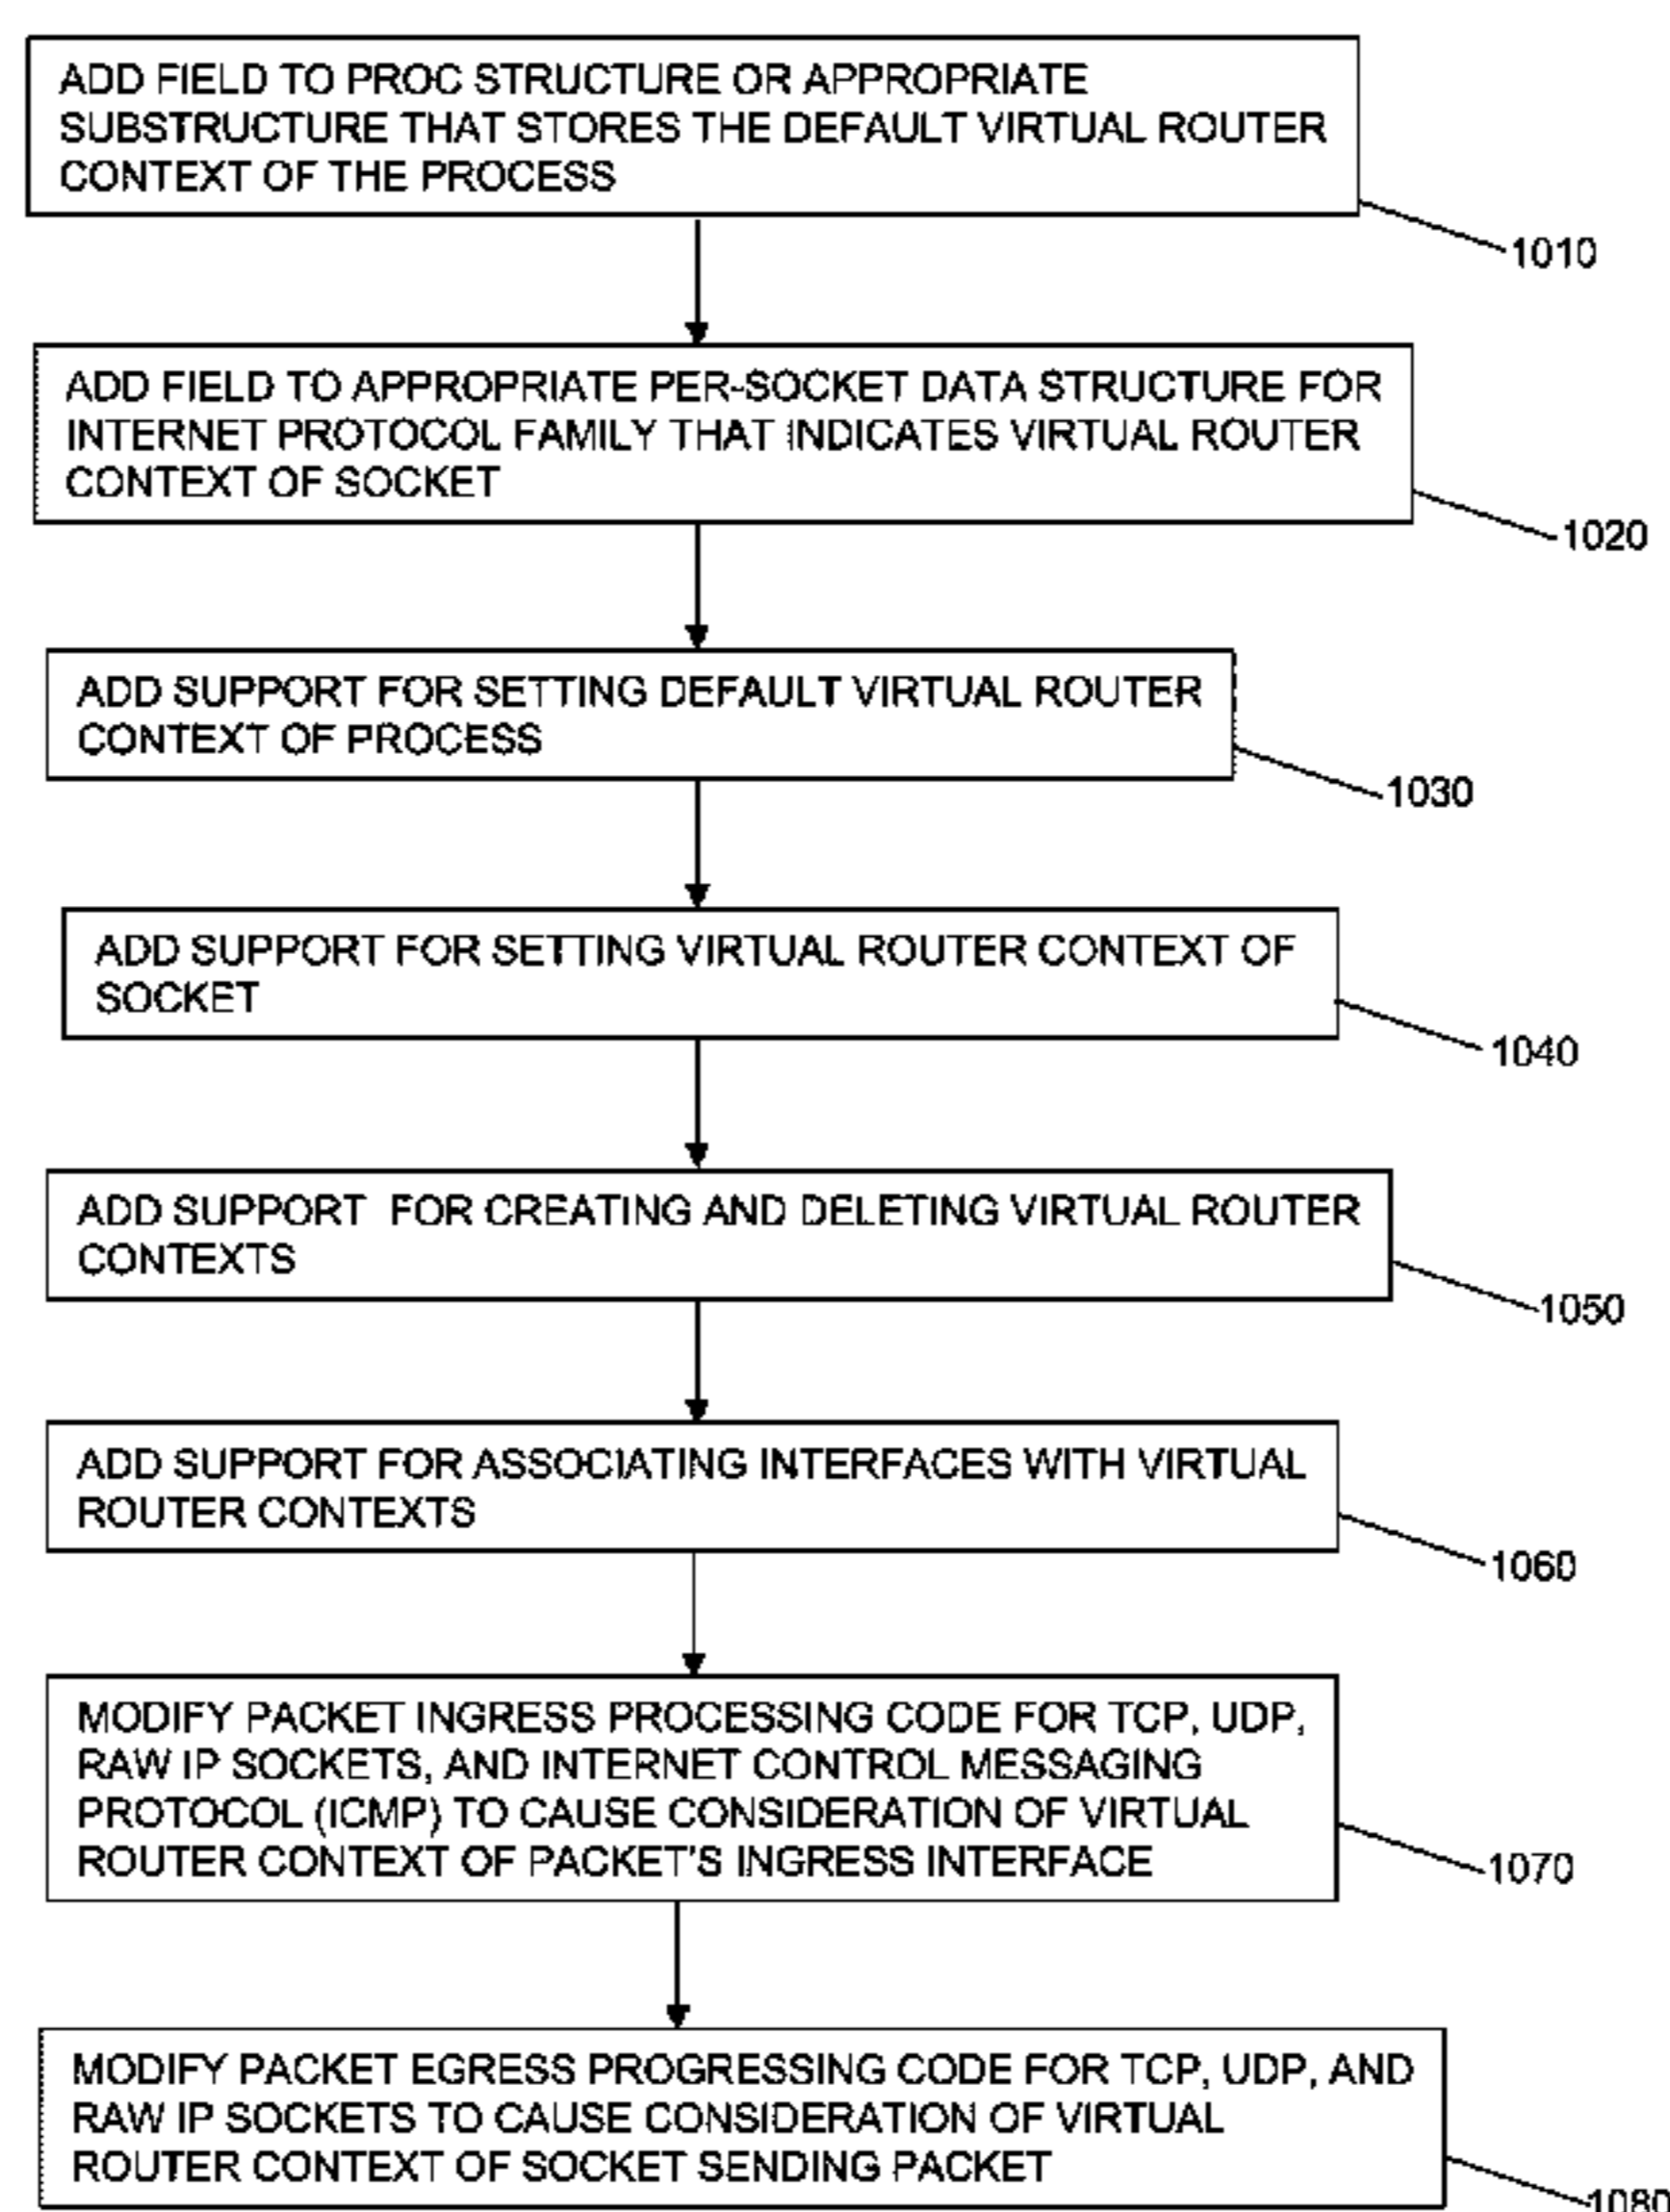 ADD FIELD TO PROC STRUCTURE OR APPROPRIATE
SUBSTRUCTURE THAT STORES THE DEFAULT VIRTUAL ROUTER
CONTEXT OF THE PROCESS
1010
ADD FIELD TO APPROPRIATE PER-SOCKET DATA STRUCTURE FOR
INTERNET PROTOCOL FAMILY THAT INDICATES VIRTUAL ROUTER
CONTEXT OF SOCKET
1020
ADD SUPPORT FOR SETTING DEFAULT VIRTUAL ROUTER
CONTEXT OF PROCESS
1030
ADD SUPPORT FOR SETTING VIRTUAL ROUTER CONTEXT OF
SOCKET
1040
ADD SUPPORT FOR CREATING AND DELETING VIRTUAL ROUTER
CONTEXTS
1050
ADD SUPPORT FOR ASSOCIATING INTERFACES WITH VIRTUAL
ROUTER CONTEXTS
1060
MODIFY PACKET INGRESS PROCESSING CODE FOR TCP, UDP,
RAW IP SOCKETS, AND INTERNET CONTROL MESSAGING
PROTOCOL (ICMP) TO CAUSE CONSIDERATION OF VIRTUAL
ROUTER CONTEXT OF PACKET'S INGRESS INTERFACE
1070
MODIFY PACKET EGRESS PROGRESSING CODE FOR TCP, UDP, AND
RAW IP SOCKETS TO CAUSE CONSIDERATION OF VIRTUAL
ROUTER CONTEXT OF SOCKET SENDING PACKET
1080